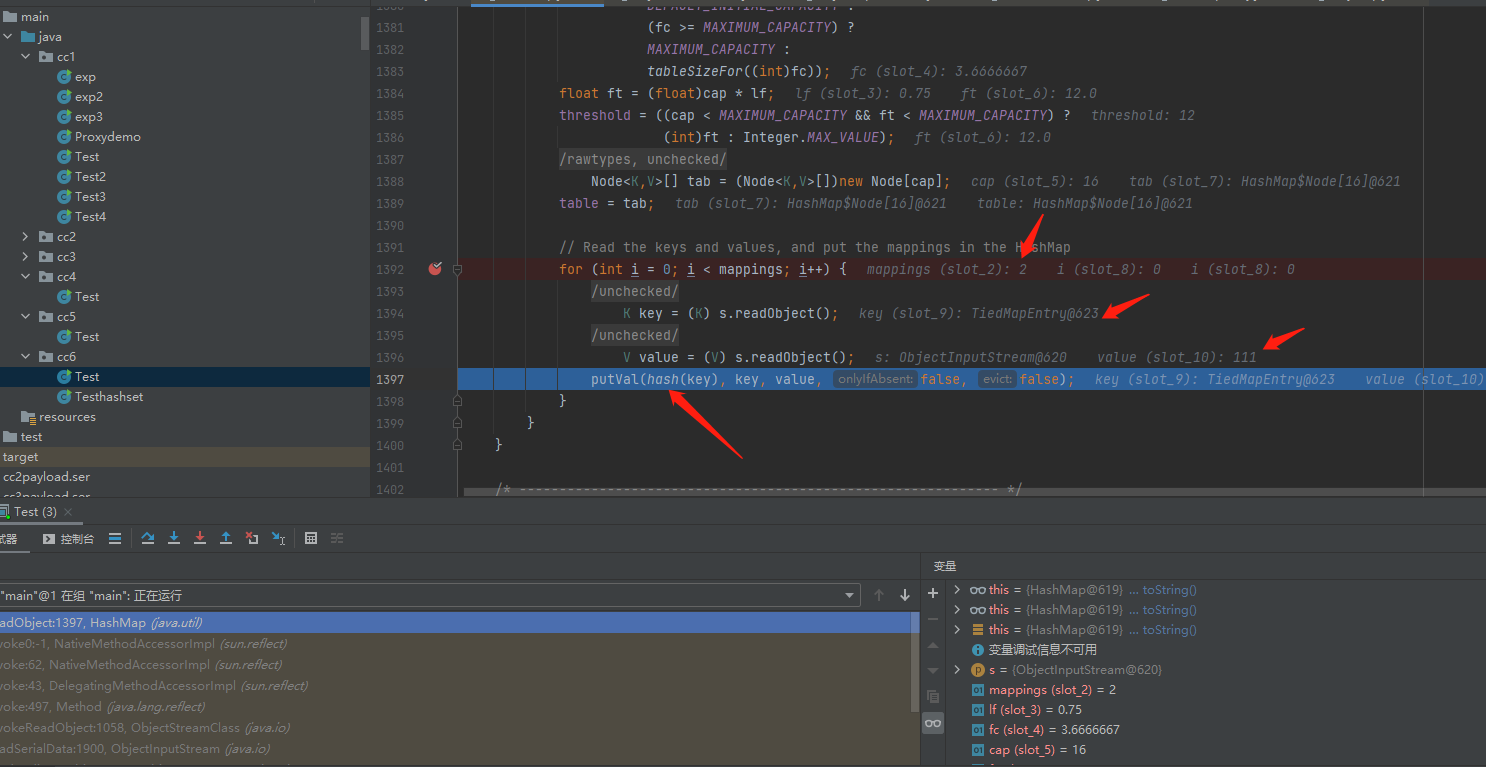 main
java
cc1
exp
exp2
exp3
Proxydemo
Test
Test2
Test3
Test4
cc2
cc3
cc4
Test
cc5
Test
cc6
Test
Testhashset
resources
test
target
cc2payload.ser
cc3payload.ser
1381 (fc >= MAXIMUM_CAPACITY) ?
1382 MAXIMUM_CAPACITY :
1383 tableSizeFor((int)fc)); fc (slot_4): 3.6666667
1384 float ft = (float)cap * lf; lf (slot_3): 0.75 ft (slot_6): 12.0
1385 threshold = ((cap < MAXIMUM_CAPACITY && ft < MAXIMUM_CAPACITY) ? threshold: 12
1386 (int)ft : Integer.MAX_VALUE); ft (slot_6): 12.0
1387 /rawtypes, unchecked/
1388 Node<K,V>[] tab = (Node<K,V>[])new Node[cap]; cap (slot_5): 16 tab (slot_7): HashMap$Node[16]@621
1389 table = tab; tab (slot_7): HashMap$Node[16]@621 table: HashMap$Node[16]@621
1390
1391 // Read the keys and values, and put the mappings in the HashMap
1392 for (int i = 0; i < mappings; i++) { mappings (slot_2): 2 i (slot_8): 0 i (slot_8): 0
1393 /unchecked/
1394 K key = (K) s.readObject(); key (slot_9): TiedMapEntry@623
1395 /unchecked/
1396 V value = (V) s.readObject(); s: ObjectInputStream@620 value (slot_10): 111
1397 putVal(hash(key), key, value, onlyIfAbsent: false, evict: false); key (slot_9): TiedMapEntry@623 value (slot_10)
1398 }
1399 }
1400 }
1401
1402 /* ------------------------------------------------------------ */
Test (3)
试器 控制台
"main"@1 在组 "main": 正在运行
adObject:1397, HashMap (java.util)
voke0:-1, NativeMethodAccessorImpl (sun.reflect)
voke:62, NativeMethodAccessorImpl (sun.reflect)
voke:43, DelegatingMethodAccessorImpl (sun.reflect)
voke:497, Method (java.lang.reflect)
vokeReadObject:1058, ObjectStreamClass (java.io)
adSerialData:1900, ObjectInputStream (java.io)
变量
this = {HashMap@619} ... toString()
this = {HashMap@619} ... toString()
this = {HashMap@619} ... toString()
变量调试信息不可用
s = {ObjectInputStream@620}
mappings (slot_2) = 2
lf (slot_3) = 0.75
fc (slot_4) = 3.6666667
cap (slot_5) = 16